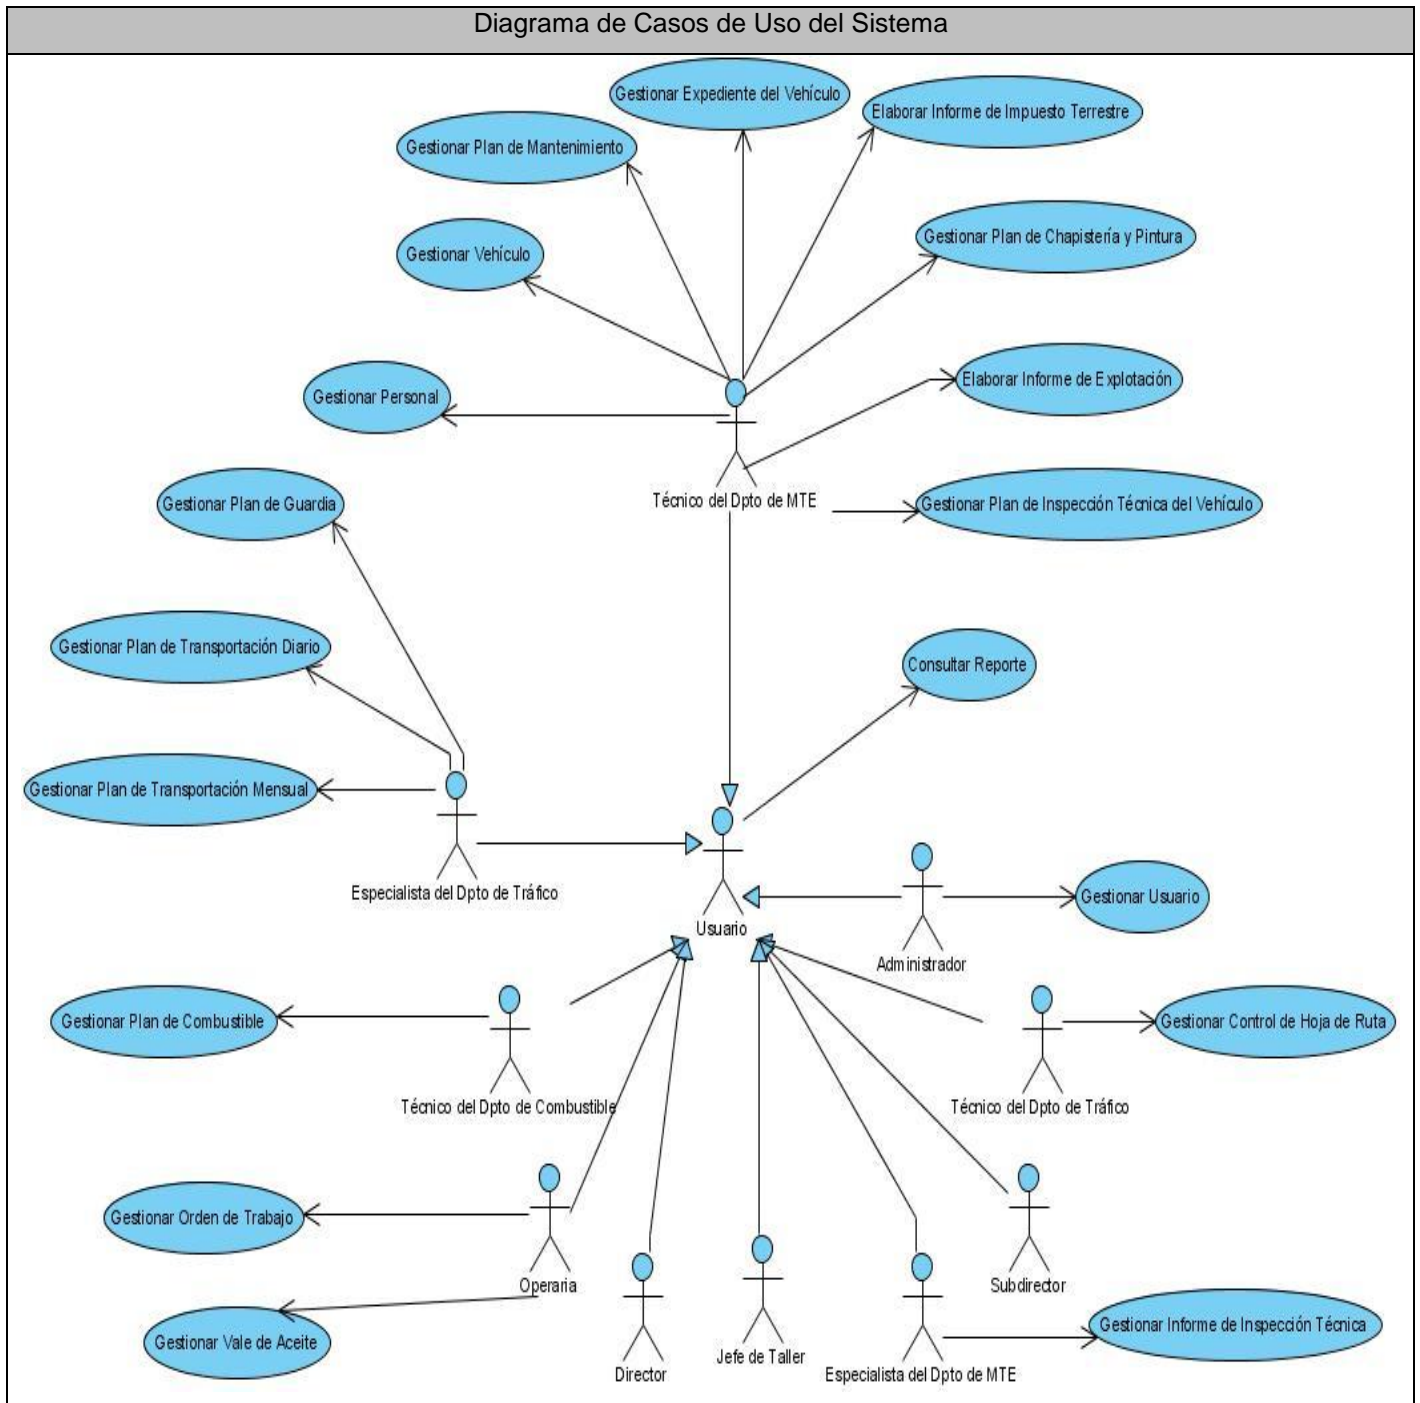 Diagrama de Casos de Uso del Sistema
Gestionar Expediente del Vehículo
Elaborar Informe de Impuesto Terrestre
Gestionar Plan de Mantenimiento
Gestionar Plan de Chapistería y Pintura
Gestionar Vehículo
Elaborar Informe de Explotación
Gestionar Personal
Técnico del Dpto de MTE
Gestionar Plan de Inspección Técnica del Vehículo
Gestionar Plan de Guardia
Gestionar Plan de Transportación Diario
Consultar Reporte
Gestionar Plan de Transportación Mensual
Especialista del Dpto de Tráfico
Usuario
Gestionar Usuario
Administrador
Gestionar Plan de Combustible
Gestionar Control de Hoja de Ruta
Técnico del Dpto de Combustible
Técnico del Dpto de Tráfico
Gestionar Orden de Trabajo
Operaria
Subdirector
Gestionar Vale de Aceite
Gestionar Informe de Inspección Técnica
Director
Jefe de Taller
Especialista del Dpto de MTE